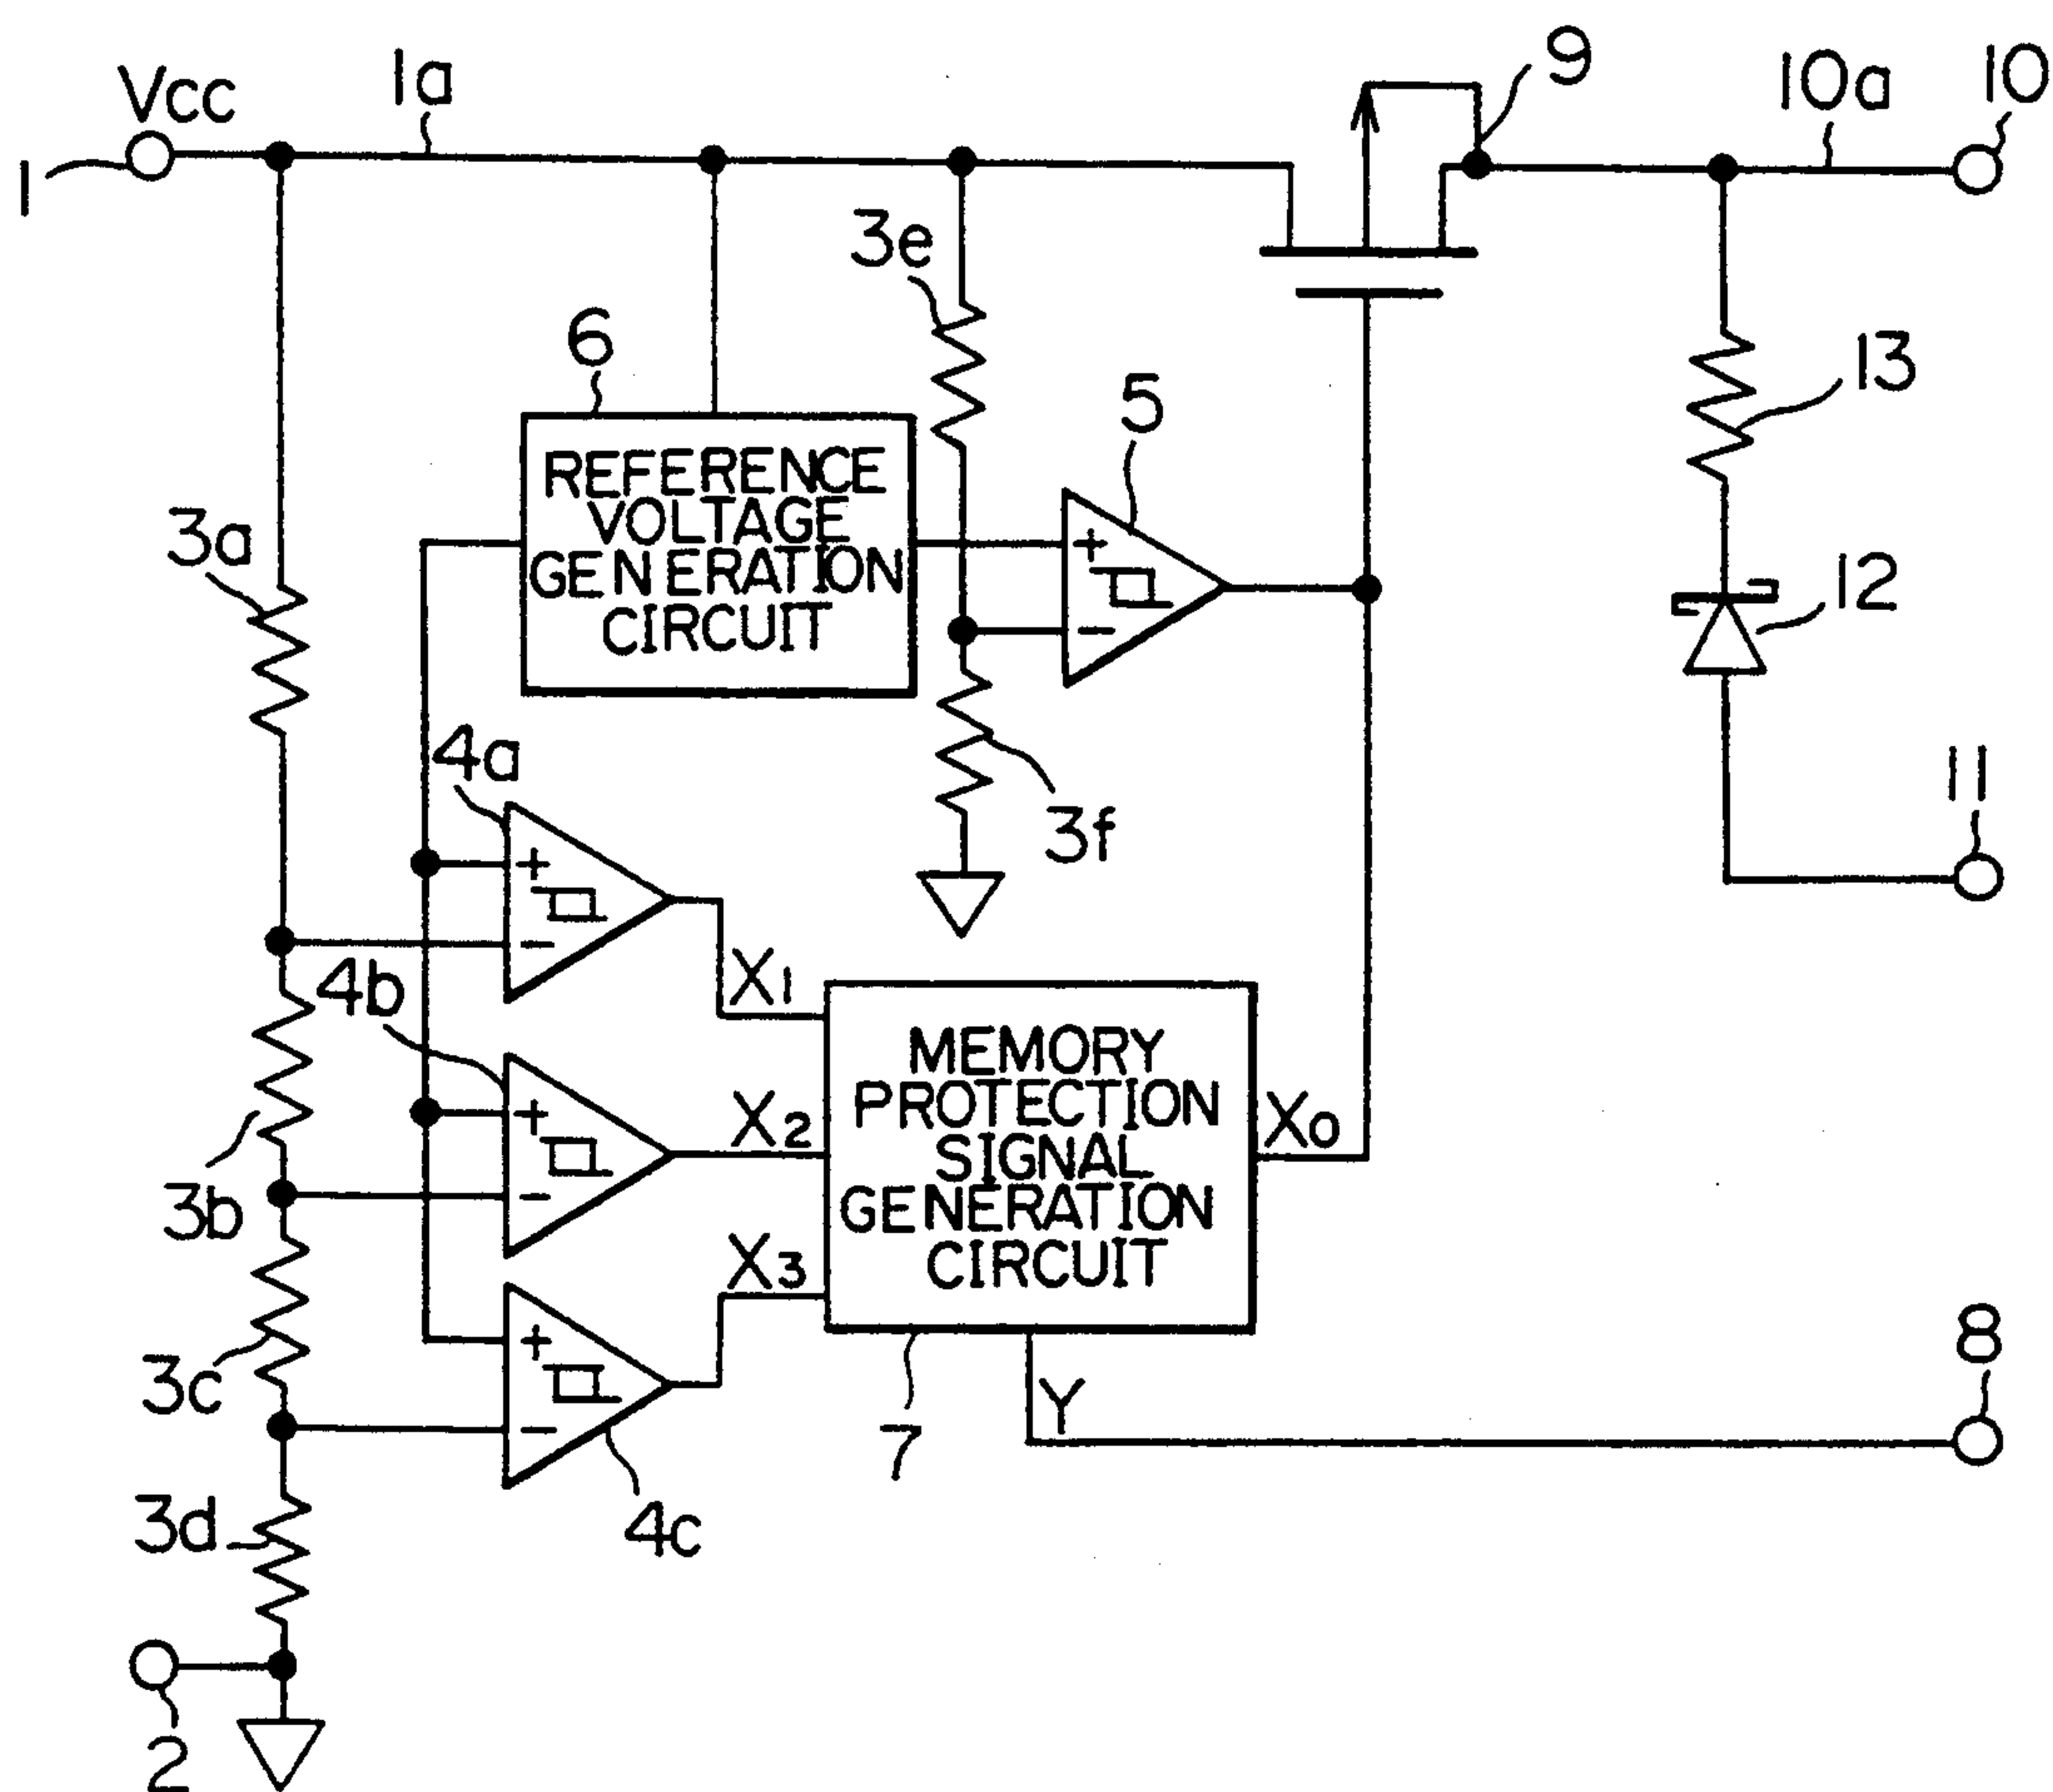 Vcc
1a
9
10a
10
1
3e
6
13
5
REFERENCE
VOLTAGE
GENERATION
CIRCUIT
+
-
3a
12
4a
3f
11
+
-
4b
X1
MEMORY
PROTECTION
SIGNAL
GENERATION
CIRCUIT
+
-
X2
X0
3b
X3
8
+
-
3c
Y
7
4c
3d
2